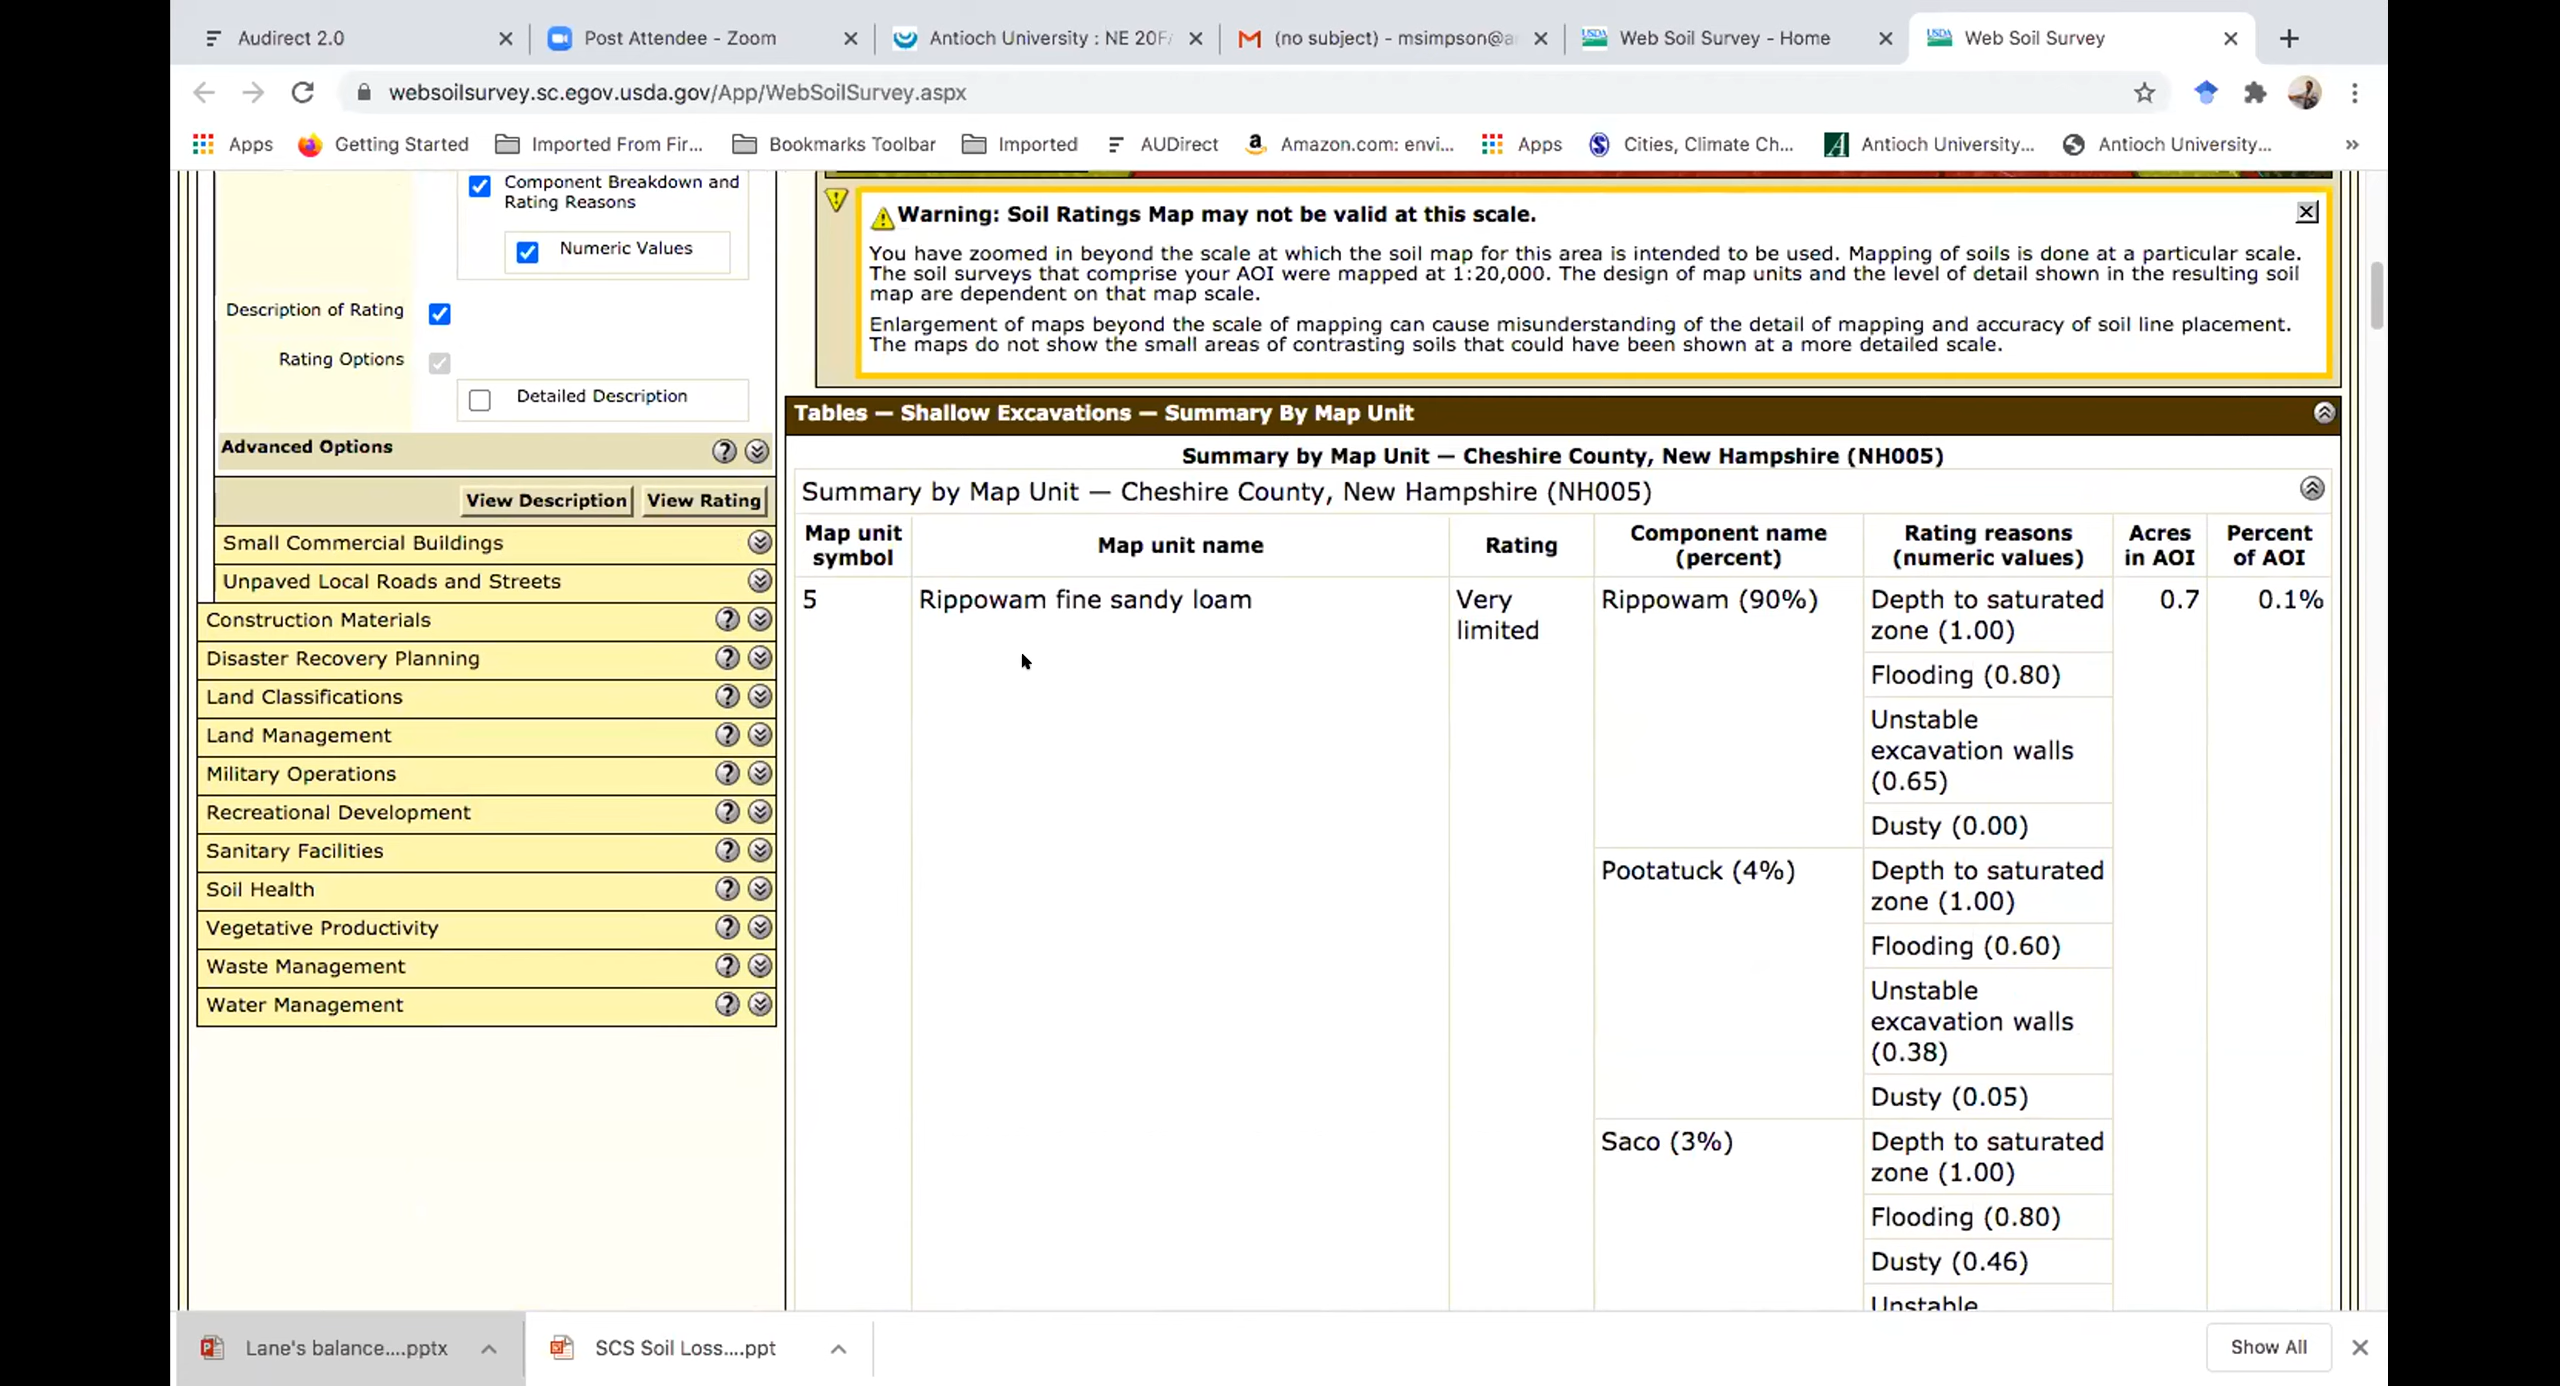 Audirect 2.0
Post Attendee - Zoom
Antioch University : NE 20F
(no subject) - msimpson@a
Web Soil Survey - Home
Web Soil Survey
websoilsurvey.sc.egov.usda.gov/App/WebSoilSurvey.aspx
Apps
Getting Started
Imported From Fir...
Bookmarks Toolbar
Imported
AUDirect
Amazon.com: envi...
Apps
Cities, Climate Ch...
Antioch University...
Antioch University...
Component Breakdown and
Rating Reasons
Numeric Values
Description of Rating
Rating Options
Detailed Description
Advanced Options
View Description
View Rating
Small Commercial Buildings
Unpaved Local Roads and Streets
Construction Materials
Disaster Recovery Planning
Land Classifications
Land Management
Military Operations
Recreational Development
Sanitary Facilities
Soil Health
Vegetative Productivity
Waste Management
Water Management
Warning: Soil Ratings Map may not be valid at this scale.
You have zoomed in beyond the scale at which the soil map for this area is intended to be used. Mapping of soils is done at a particular scale.
The soil surveys that comprise your AOI were mapped at 1:20,000. The design of map units and the level of detail shown in the resulting soil
map are dependent on that map scale.
Enlargement of maps beyond the scale of mapping can cause misunderstanding of the detail of mapping and accuracy of soil line placement.
The maps do not show the small areas of contrasting soils that could have been shown at a more detailed scale.
Tables — Shallow Excavations — Summary By Map Unit
Summary by Map Unit — Cheshire County, New Hampshire (NH005)
Summary by Map Unit — Cheshire County, New Hampshire (NH005)
Map unit symbol
Map unit name
Rating
Component name (percent)
Rating reasons (numeric values)
Acres in AOI
Percent of AOI
5
Rippowam fine sandy loam
Very limited
Rippowam (90%)
Depth to saturated
zone (1.00)
0.7
0.1%
Flooding (0.80)
Unstable
excavation walls
(0.65)
Dusty (0.00)
Pootatuck (4%)
Depth to saturated
zone (1.00)
Flooding (0.60)
Unstable
excavation walls
(0.38)
Dusty (0.05)
Saco (3%)
Depth to saturated
zone (1.00)
Flooding (0.80)
Dusty (0.46)
Unstable
Lane's balance....pptx
SCS Soil Loss....ppt
Show All